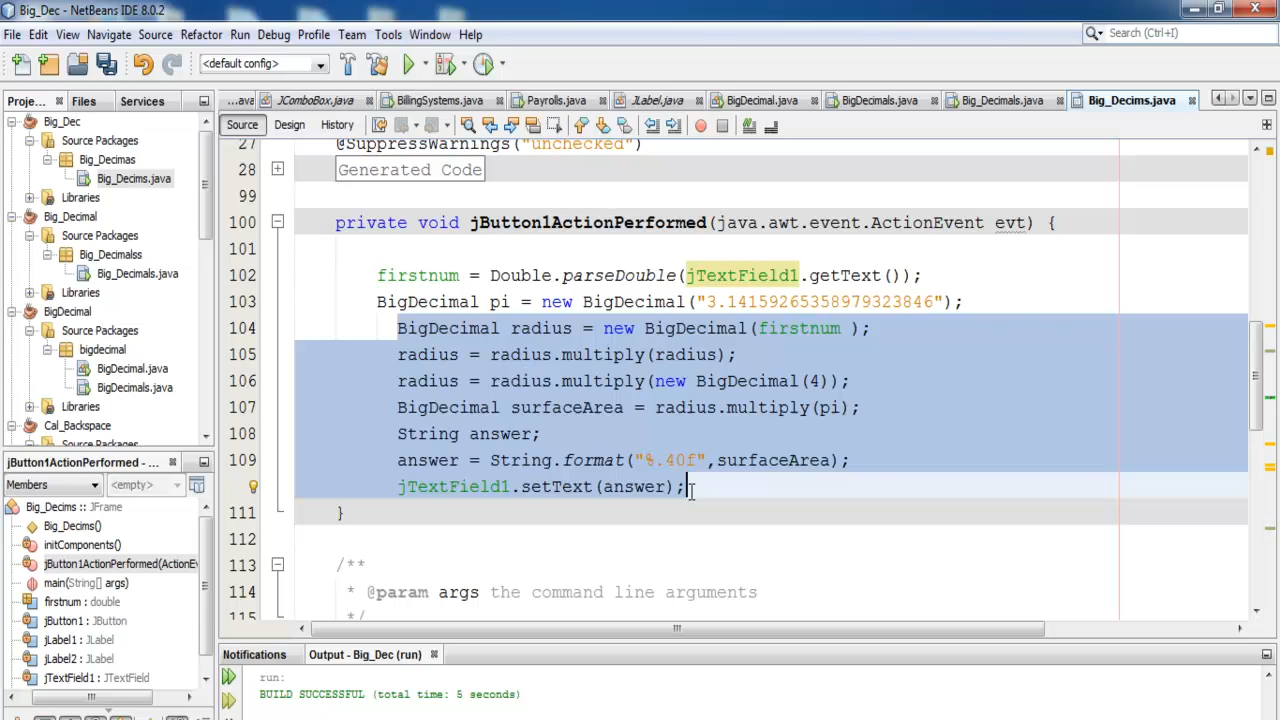 Big_Dec - NetBeans IDE 8.0.2
File Edit View Navigate Source Refactor Run Debug Profile Team Tools Window Help
Search (Ctrl+I)
<default config>
Proje... Files Services
...ava JComboBox.java BillingSystems.java Payrolls.java JLabel.java BigDecimal.java BigDecimals.java Big_Decimals.java Big_Decims.java
Source Design History
Big_Dec
Source Packages
Big_Decimas
Big_Decims.java
Libraries
Big_Decimal
Source Packages
Big_Decimalss
Big_Decimals.java
Libraries
BigDecimal
Source Packages
bigdecimal
BigDecimal.java
BigDecimals.java
Libraries
Cal_Backspace
Source Packages
27 @SuppressWarnings("unchecked")
28 Generated Code
99
100 private void jButton1ActionPerformed(java.awt.event.ActionEvent evt) {
101
102 firstnum = Double.parseDouble(jTextField1.getText());
103 BigDecimal pi = new BigDecimal("3.14159265358979323846");
104 BigDecimal radius = new BigDecimal(firstnum );
105 radius = radius.multiply(radius);
106 radius = radius.multiply(new BigDecimal(4));
107 BigDecimal surfaceArea = radius.multiply(pi);
108 String answer;
109 answer = String.format("%.40f",surfaceArea);
jTextField1.setText(answer);
111 }
112
113 /**
114 * @param args the command line arguments
115 */
jButton1ActionPerformed - ...
Members <empty>
Big_Decims :: JFrame
Big_Decims()
initComponents()
jButton1ActionPerformed(ActionEv
main(String[] args)
firstnum : double
jButton1 : JButton
jLabel1 : JLabel
jLabel2 : JLabel
jTextField1 : JTextField
Notifications Output - Big_Dec (run)
run:
BUILD SUCCESSFUL (total time: 5 seconds)